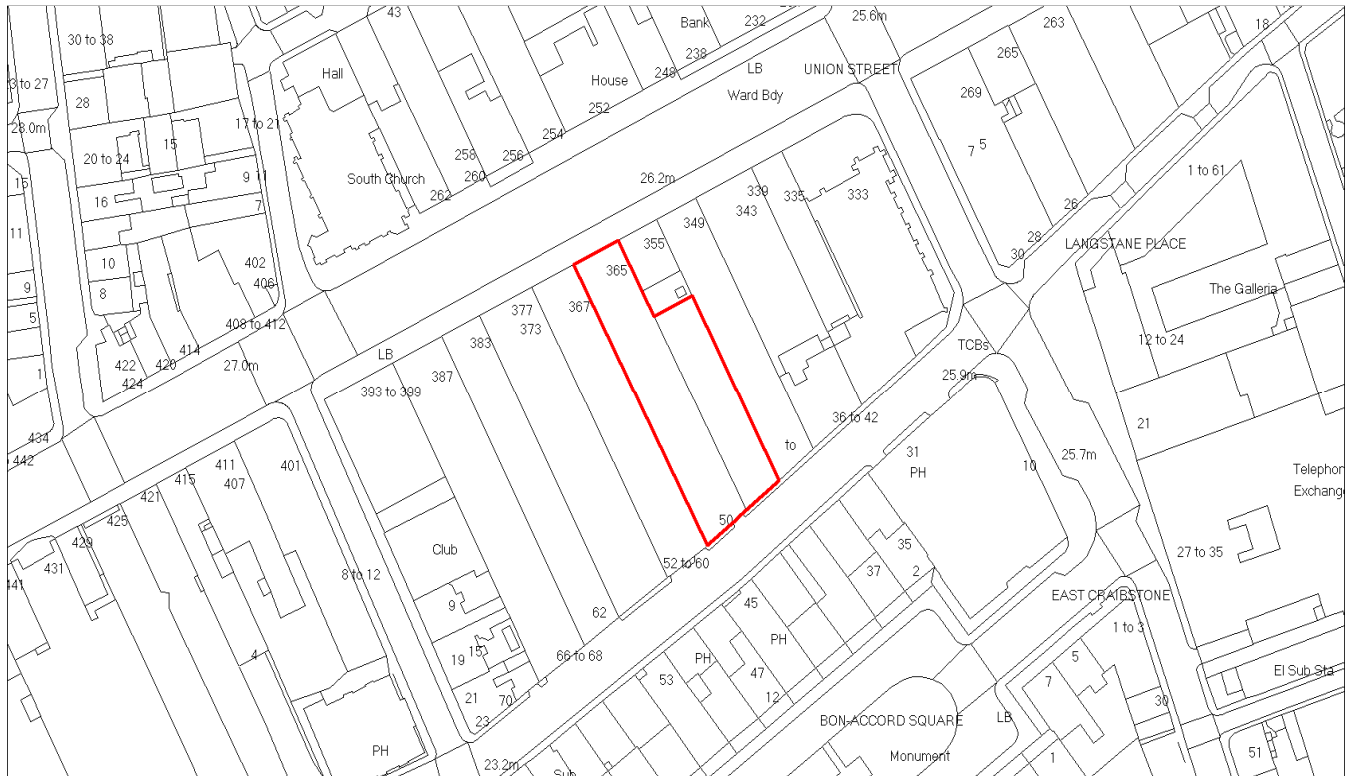 43
Bank
232
25.6m
263
18
30 to 38
238
265
Hall
248
LB
UNION STREET
3 to 27
House
28
252
Ward Bdy
269
28.0m
17 to 21
254
5
20 to 24
15
258
256
7
1 to 61
South Church
260
26.2m
15
9 11
339
16
262
343
335
333
26
7
349
11
28
355
LANGSTANE PLACE
30
10
402
365
9
8
406
The Galleria
5
377
367
408 to 412
373
12 to 24
414
383
TCBs
422
420
27.0m
LB
1
387
25.9m
424
393 to 399
36 to 42
434
21
442
to
31
25.7m
411
401
PH
10
415
407
Telephon
421
Exchange
425
50
429
Club
35
27 to 35
431
52 to 60
37
2
441
8 to 12
EAST CRAIBSTONE
9
62
45
1 to 3
PH
4
15
66 to 68
5
19
PH
El Sub Sta
47
53
7
21
70
12
30
23
BON-ACCORD SQUARE
LB
PH
Monument
51
23.2m
1
Sub